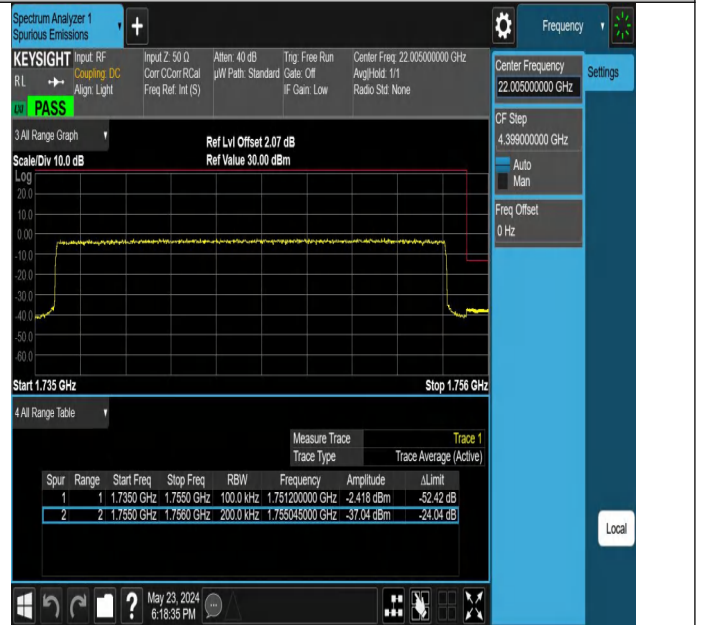 Spectrum Analyzer 1
Spurious Emissions
+
Frequency
KEYSIGHT
RL
Input: RF
Coupling: DC
Align: Light
Input Z: 50 Ω
Corr CCorr RCal
Freq Ref: Int (S)
Atten: 40 dB
µW Path: Standard
Trig: Free Run
Gate: Off
IF Gain: Low
Center Freq: 22.005000000 GHz
Avg|Hold: 1/1
Radio Std: None
LXI
PASS
Center Frequency
22.005000000 GHz
Settings
CF Step
4.399000000 GHz
Auto
Man
Freq Offset
0 Hz
3 All Range Graph
Ref Lvl Offset 2.07 dB
Scale/Div 10.0 dB
Ref Value 30.00 dBm
Log
20.0
10.0
0.00
-10.0
-20.0
-30.0
-40.0
-50.0
-60.0
Start 1.735 GHz
Stop 1.756 GHz
4 All Range Table
Measure Trace Trace 1
Trace Type Trace Average (Active)
Spur Range Start Freq Stop Freq RBW Frequency Amplitude ΔLimit
1 1 1.7350 GHz 1.7550 GHz 100.0 kHz 1.751200000 GHz -2.418 dBm -52.42 dB
2 2 1.7550 GHz 1.7560 GHz 200.0 kHz 1.755045000 GHz -37.04 dBm -24.04 dB
Local
?
May 23, 2024
6:18:35 PM